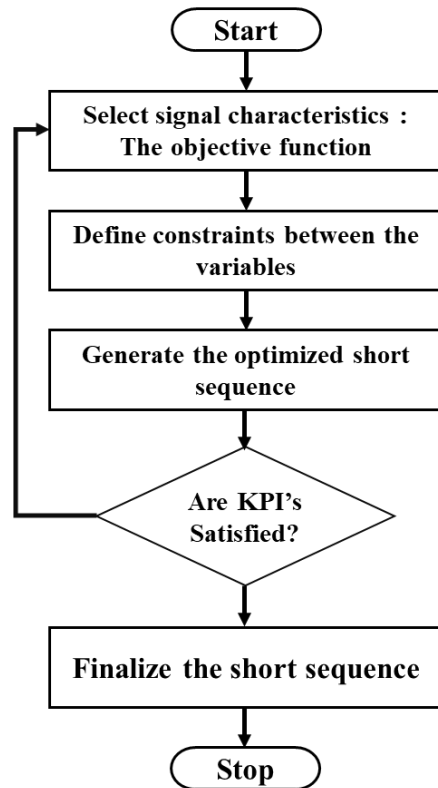 Start
Select signal characteristics :
The objective function
Define constraints between the
variables
Generate the optimized short
sequence
Are KPI's
Satisfied?
Finalize the short sequence
Stop